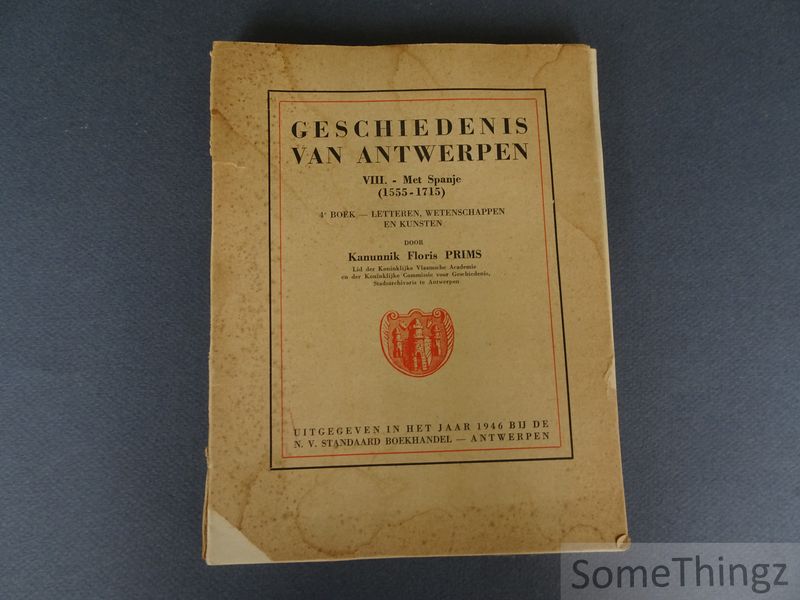 GESCHIEDENIS
VAN ANTWERPEN
VIII. - Met Spanje
(1555-1715)
4e BOEK — LETTEREN, WETENSCHAPPEN
EN KUNSTEN
DOOR
Kanunnik Floris PRIMS
Lid der Koninklijke Vlaamsche Academie
en der Koninklijke Commissie voor Geschiedenis,
Stadsarchivaris te Antwerpen
UITGEGEVEN IN HET JAAR 1946 BIJ DE
N. V. STANDAARD BOEKHANDEL — ANTWERPEN
SomeThingz